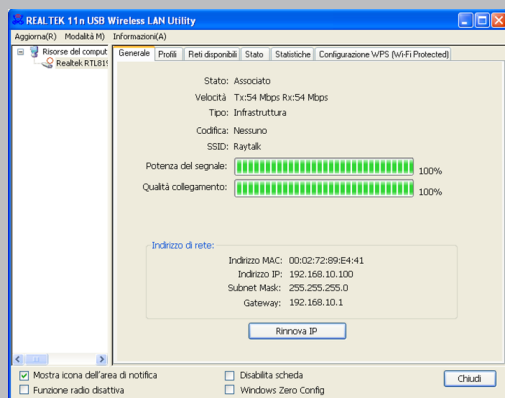 REALTEK 11n USB Wireless LAN Utility
Aggiorna(R) Modalità M) Informazioni(A)
Risorse del comput
Realtek RTL819
Generale Profili Reti disponibili Stato Statistiche Configurazione WPS (Wi-Fi Protected)
Stato: Associato
Velocità Tx:54 Mbps Rx:54 Mbps
Tipo: Infrastruttura
Codifica: Nessuno
SSID: Raytalk
Potenza del segnale: 100%
Qualità collegamento: 100%
Indirizzo di rete:
Indirizzo MAC: 00:02:72:89:E4:41
Indirizzo IP: 192.168.10.100
Subnet Mask: 255.255.255.0
Gateway: 192.168.10.1
Rinnova IP
Mostra icona dell'area di notifica
Disabilita scheda
Chiudi
Funzione radio disattiva
Windows Zero Config